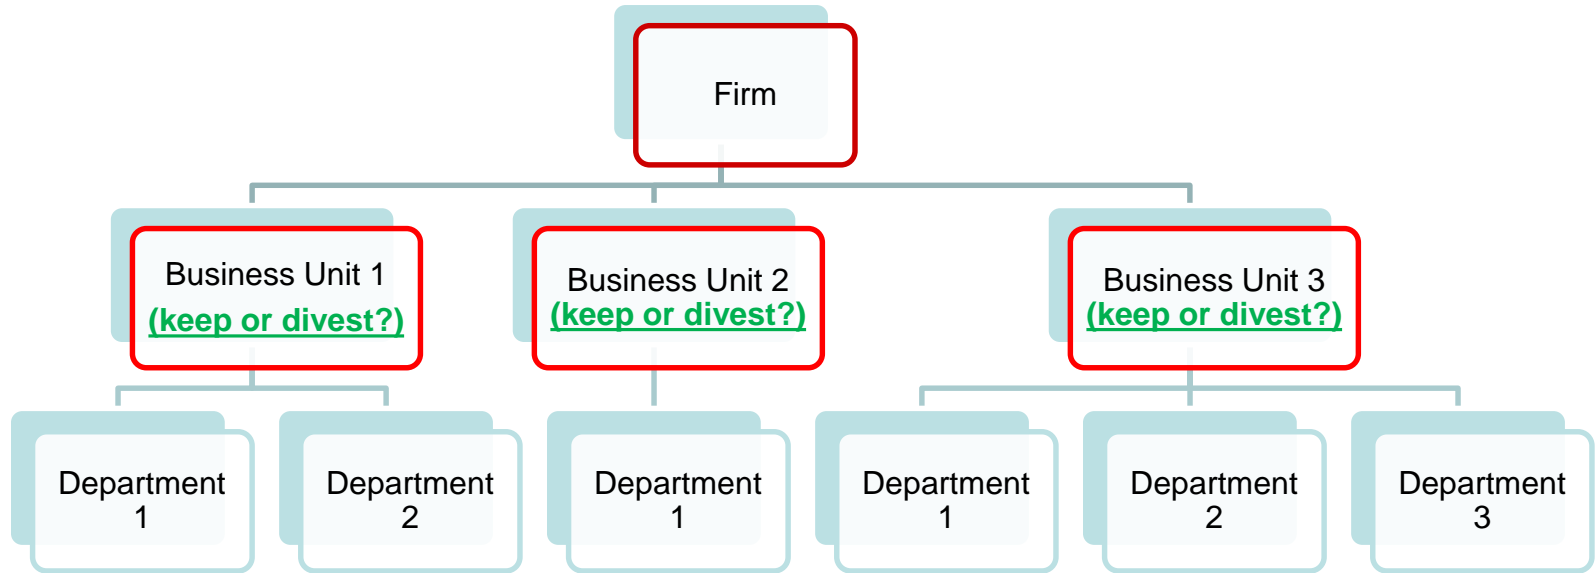 Firm
Business Unit 1
(keep or divest?)
Business Unit 2
(keep or divest?)
Business Unit 3
(keep or divest?)
Department
1
Department
2
Department
1
Department
1
Department
2
Department
3